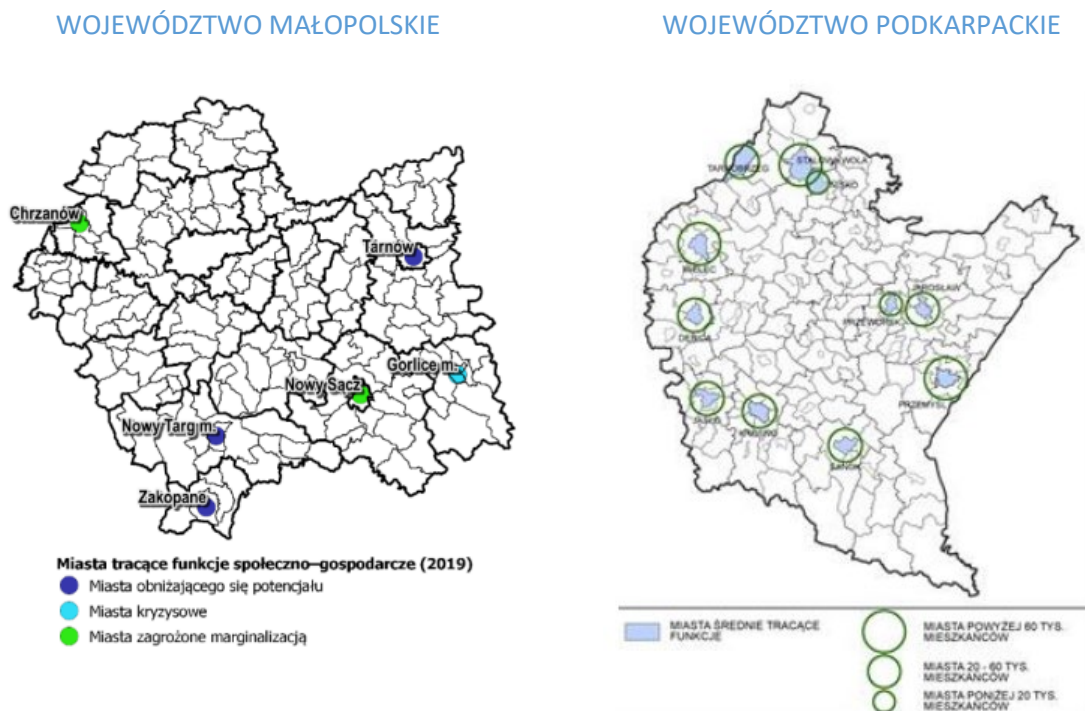 WOJEWÓDZTWO MAŁOPOLSKIE
WOJEWÓDZTWO PODKARPACKIE
Chrzanów
Tarnów
Gorlice m.
Nowy Sącz
Nowy Targ m.
Zakopane
Miasta tracące funkcje społeczno–gospodarcze (2019)
Miasta obniżającego się potencjału
Miasta kryzysowe
Miasta zagrożone marginalizacją
TARNOBRZEG
STALOWA WOLA
NISKO
MIELEC
JAROSŁAW
PRZEWORSK
DĘBICA
PRZEMYŚL
JASŁO
KROSNO
SANOK
MIASTA ŚREDNIE TRACĄCE
FUNKCJE
MIASTA POWYŻEJ 60 TYS.
MIESZKAŃCÓW
MIASTA 20 - 60 TYS.
MIESZKAŃCÓW
MIASTA PONIŻEJ 20 TYS.
MIESZKAŃCÓW